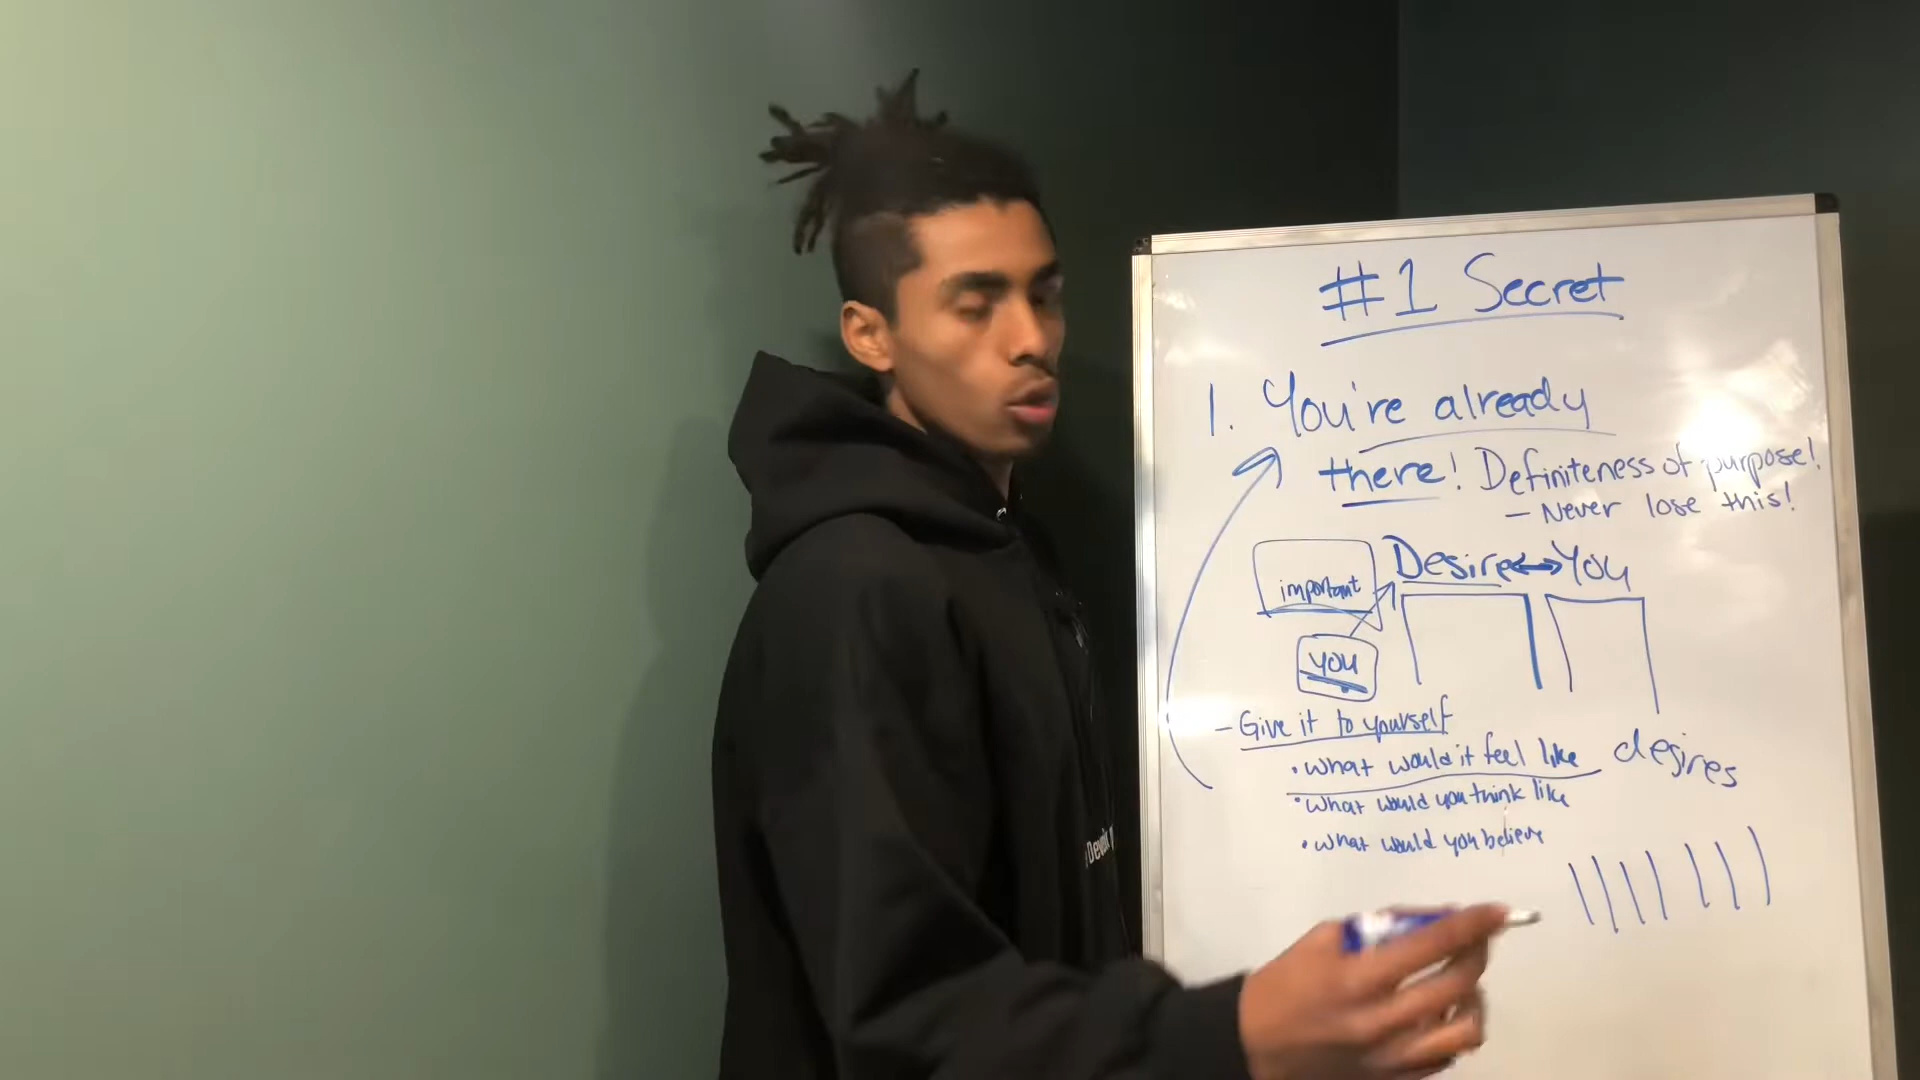 #1 Secret
1. You're already
there! Definiteness of purpose!
- Never lose this!
important
Desire ↔ You
you
- Give it to yourself
• What would it feel like
desires
• What would you think like
• What would you believe